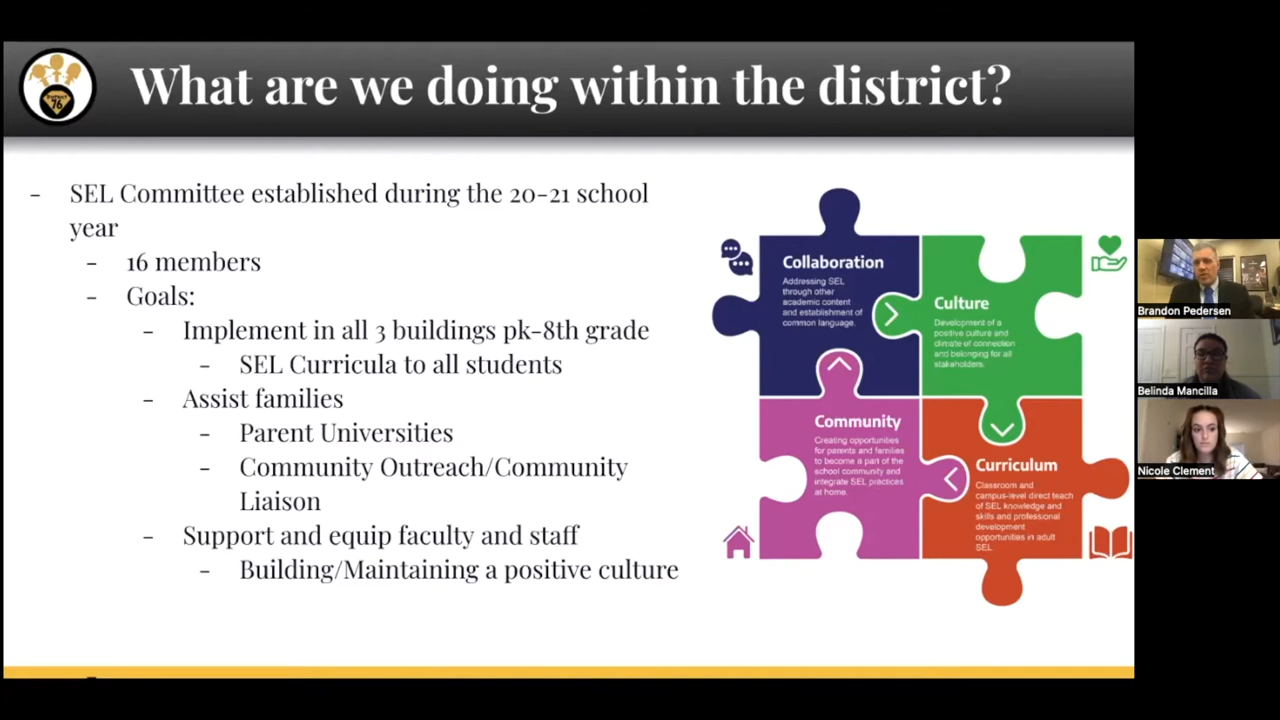 What are we doing within the district?
DISTRICT
76
- SEL Committee established during the 20-21 school
year
- 16 members
- Goals:
- Implement in all 3 buildings pk-8th grade
- SEL Curricula to all students
- Assist families
- Parent Universities
- Community Outreach/Community
Liaison
- Support and equip faculty and staff
- Building/Maintaining a positive culture
Collaboration
Addressing SEL
through other
academic content
and establishment of
common language.
Culture
Development of a
positive culture and
climate of connection
and belonging for all
stakeholders.
Community
Creating opportunities
for parents and families
to become a part of the
school community and
integrate SEL practices
at home.
Curriculum
Classroom and
campus-level direct teach
of SEL knowledge and
skills and professional
development
opportunities in adult
SEL.
Brandon Pedersen
Belinda Mancilla
Nicole Clement